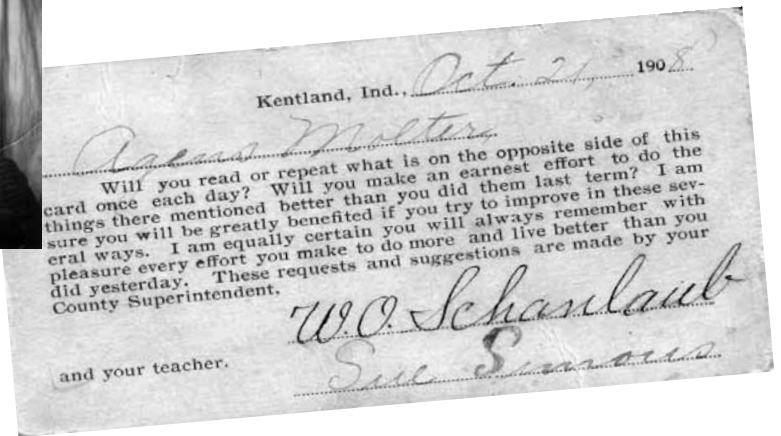 Kentland, Ind., Oct. 21, 1908
Agens Molter,
Will you read or repeat what is on the opposite side of this
card once each day? Will you make an earnest effort to do the
things there mentioned better than you did them last term? I am
sure you will be greatly benefited if you try to improve in these sev-
eral ways. I am equally certain you will always remember with
pleasure every effort you make to do more and live better than you
did yesterday. These requests and suggestions are made by your
County Superintendent.
W. O. Schanlaub
and your teacher.
Sue Simons